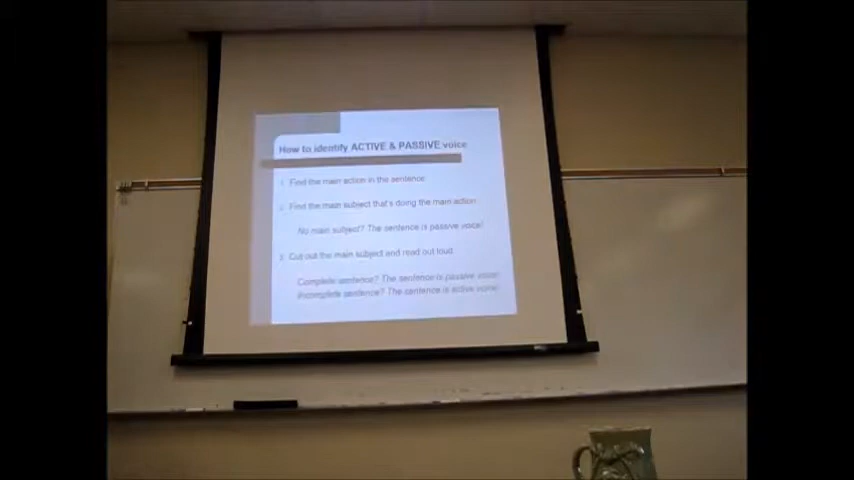 How to identify ACTIVE & PASSIVE voice
1. Find the main action in the sentence.
2. Find the main subject that's doing the main action.
No main subject? The sentence is passive voice!
3. Cut out the main subject and read out loud.
Complete sentence? The sentence is passive voice!
Incomplete sentence? The sentence is active voice!